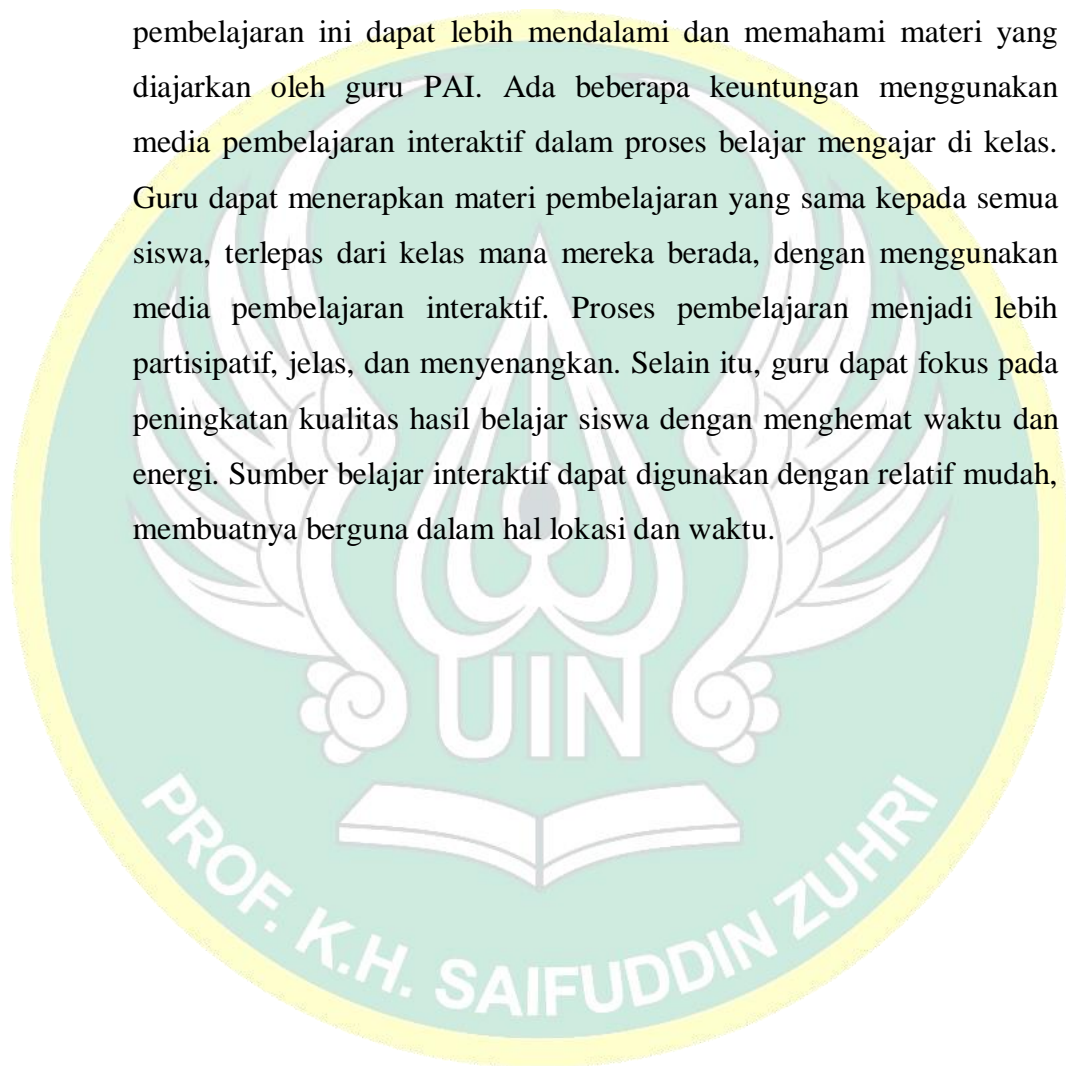 pembelajaran ini dapat lebih mendalami dan memahami materi yang
diajarkan oleh guru PAI. Ada beberapa keuntungan menggunakan
media pembelajaran interaktif dalam proses belajar mengajar di kelas.
Guru dapat menerapkan materi pembelajaran yang sama kepada semua
siswa, terlepas dari kelas mana mereka berada, dengan menggunakan
media pembelajaran interaktif. Proses pembelajaran menjadi lebih
partisipatif, jelas, dan menyenangkan. Selain itu, guru dapat fokus pada
peningkatan kualitas hasil belajar siswa dengan menghemat waktu dan
energi. Sumber belajar interaktif dapat digunakan dengan relatif mudah,
membuatnya berguna dalam hal lokasi dan waktu.
UIN
PROF. K.H. SAIFUDDIN ZUHRI